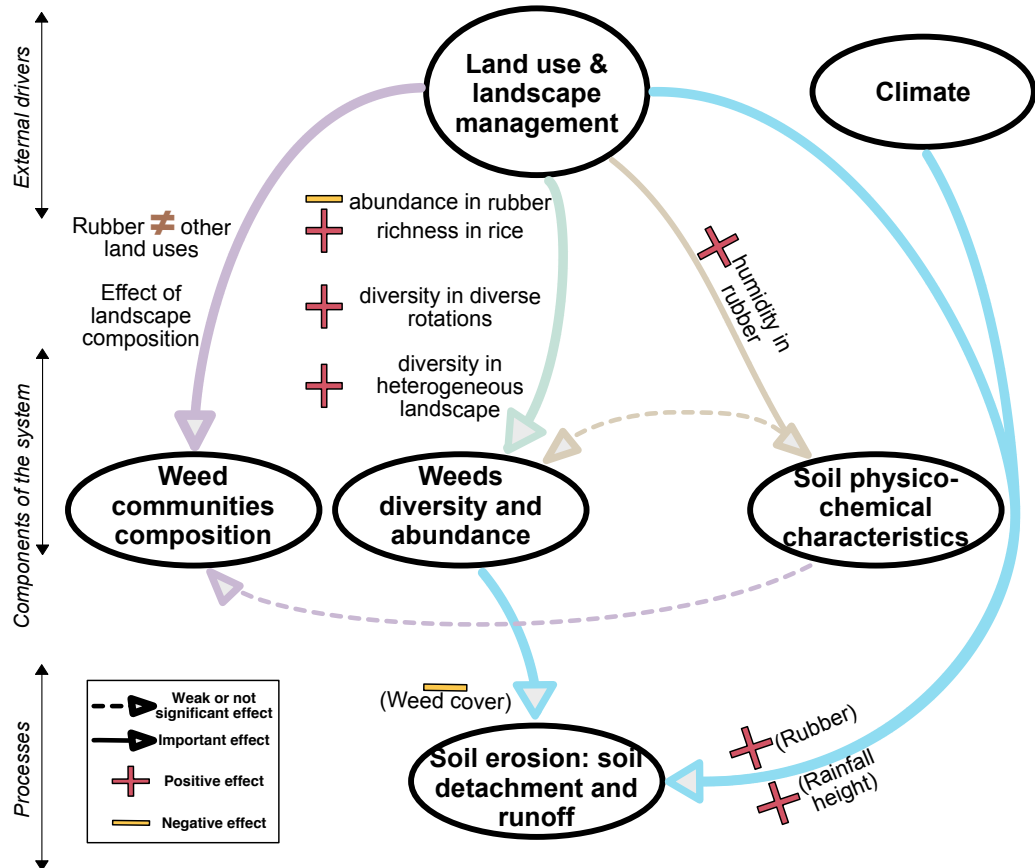 External drivers
Land use &
landscape
management
Climate
Rubber ≠ other
land uses
Effect of
landscape
composition
abundance in rubber
richness in rice
diversity in diverse
rotations
diversity in
heterogeneous
landscape
humidity in
rubber
Components of the system
Weed
communities
composition
Weeds
diversity and
abundance
Soil physico-
chemical
characteristics
Processes
Weak or not
significant effect
Important effect
Positive effect
Negative effect
(Weed cover)
Soil erosion: soil
detachment and
runoff
(Rubber)
(Rainfall
height)